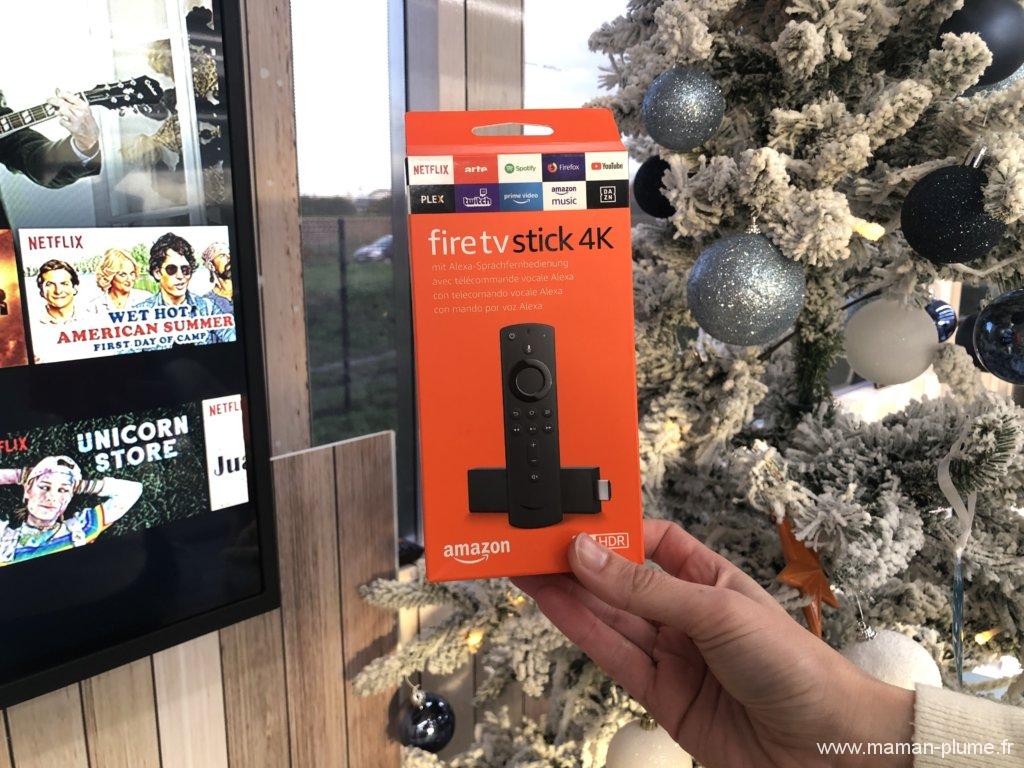 NETFLIX
WET HOT
AMERICAN SUMMER
FIRST DAY OF CAMP
FLIX
UNICORN
STORE
NETFL
Ju
NETFLIX arte Spotify Firefox YouTube
PLEX twitch prime video amazon music DAZN
fire tv stick 4K
mit Alexa-Sprachfernbedienung
avec télécommande vocale Alexa
con telecomando vocale Alexa
con mando por voz Alexa
amazon
HDR
www.maman-plume.fr